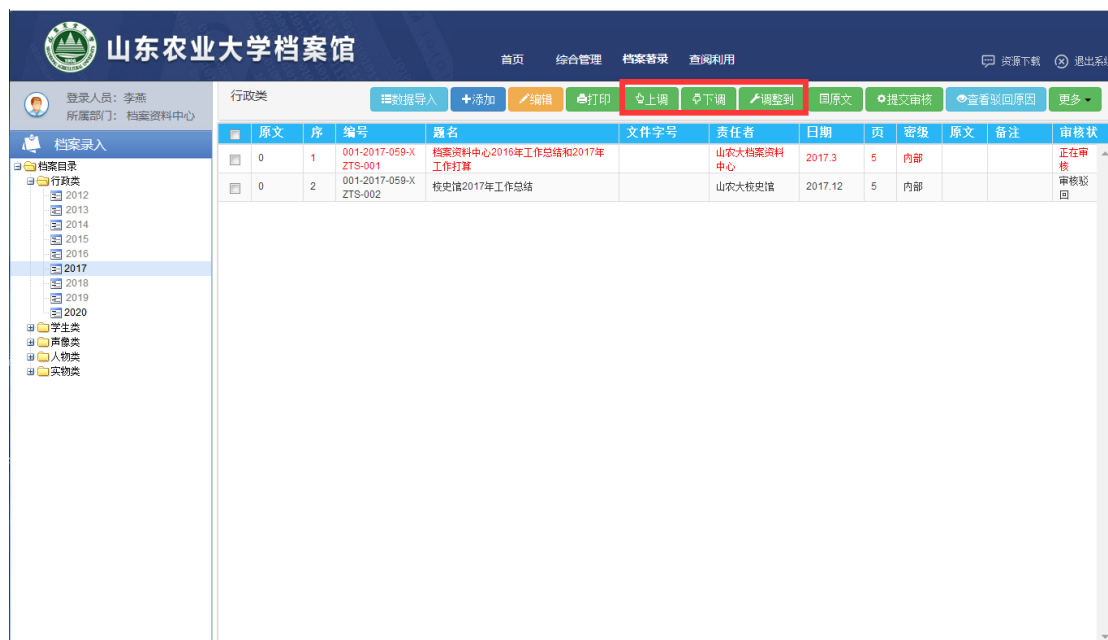 山东农业大学档案馆
首页 综合管理 档案著录 查阅利用
资源下载 退出系统
登录人员: 李燕
所属部门: 档案资料中心
行政类
数据导入 添加 编辑 打印 上调 下调 调整到 原文 提交审核 查看驳回原因 更多
档案录入
档案目录
行政类
2012
2013
2014
2015
2016
2017
2018
2019
2020
学生类
声像类
人物类
实物类
原文 序 编号 题名 文件字号 责任者 日期 页 密级 原文 备注 审核状
0 1 001-2017-059-X 档案资料中心2016年工作总结和2017年 山农大档案资料 2017.3 5 内部 正在审
ZTS-001 工作打算 中心 核
0 2 001-2017-059-X 校史馆2017年工作总结 山农大校史馆 2017.12 5 内部 审核驳
ZTS-002 回